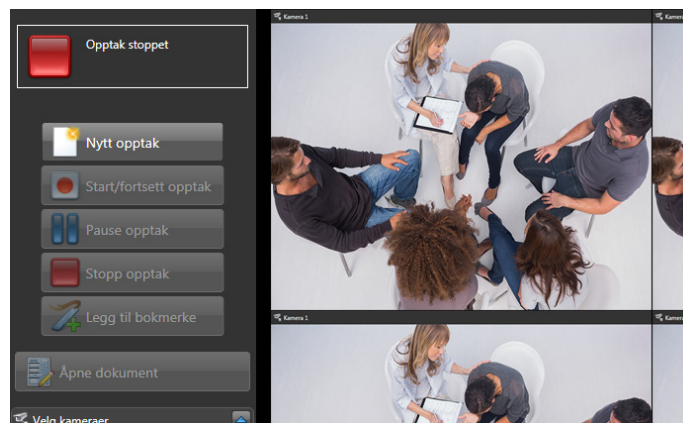 Opptak stoppet
Nytt opptak
Start/fortsett opptak
Pause opptak
Stopp opptak
Legg til bokmerke
Åpne dokument
Velg kameraer
Kamera 1
Kamera 1